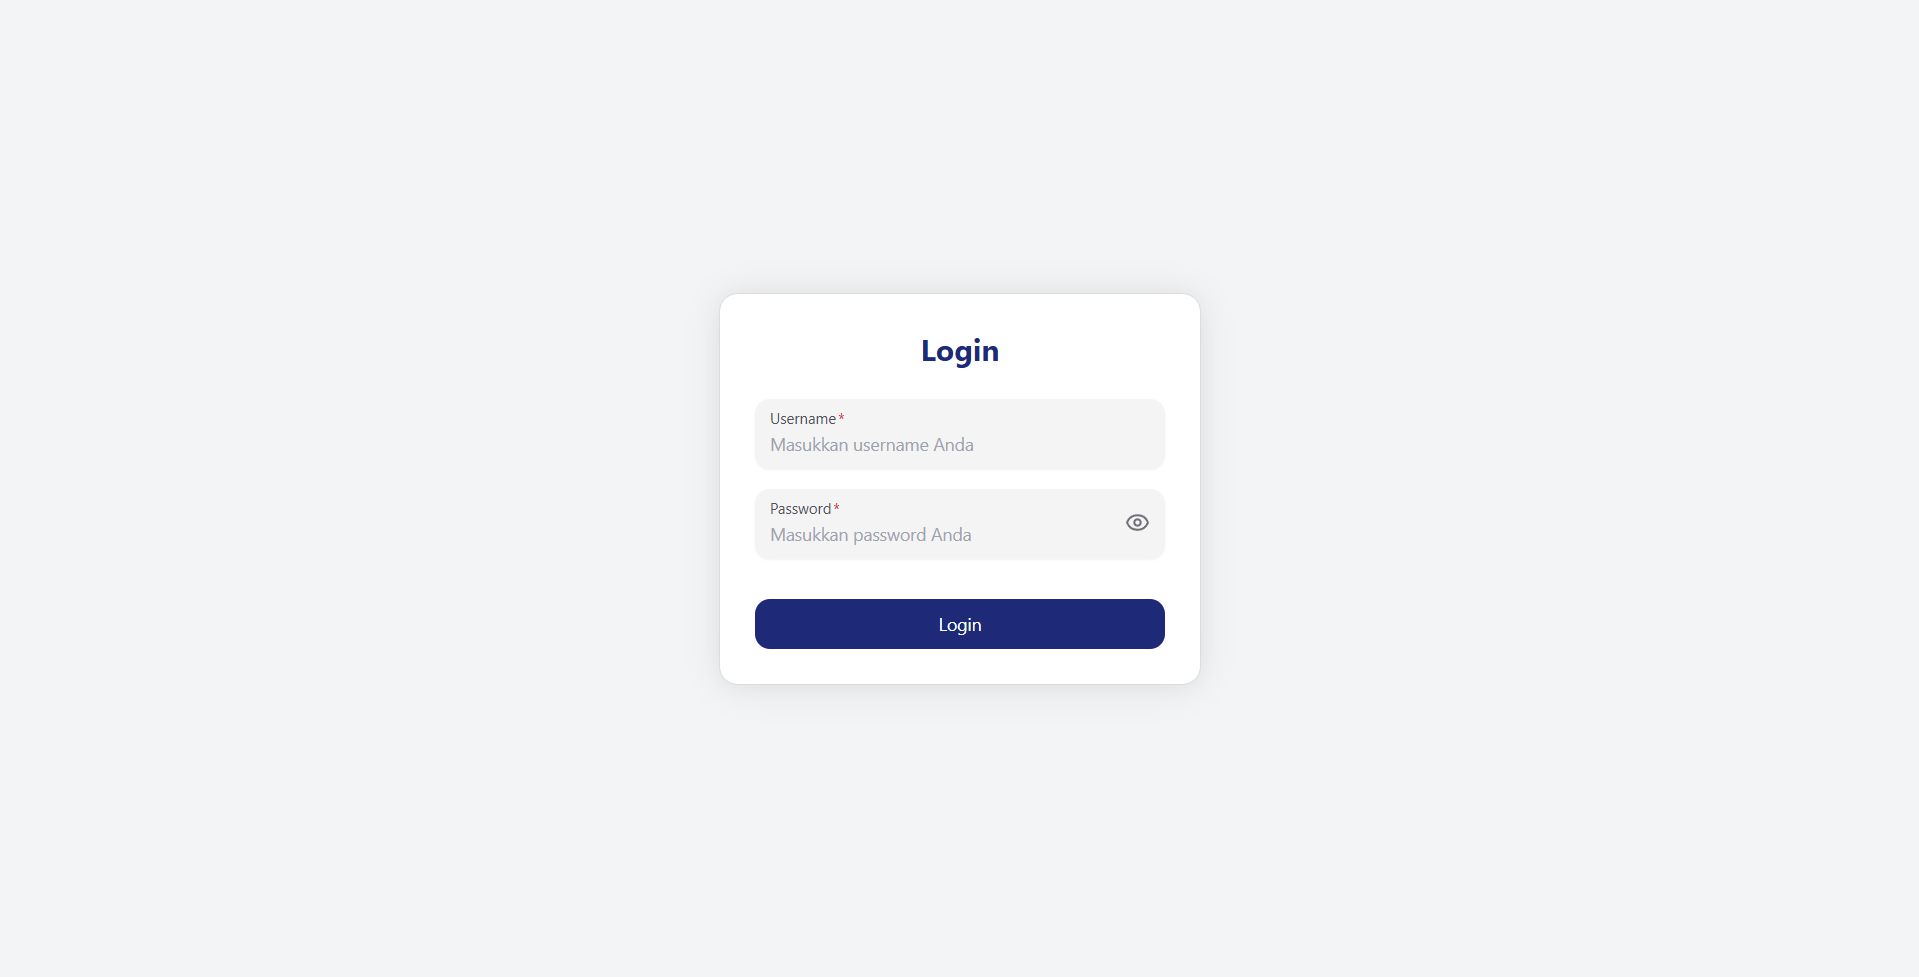 Login
Username*
Masukkan username Anda
Password*
Masukkan password Anda
Login